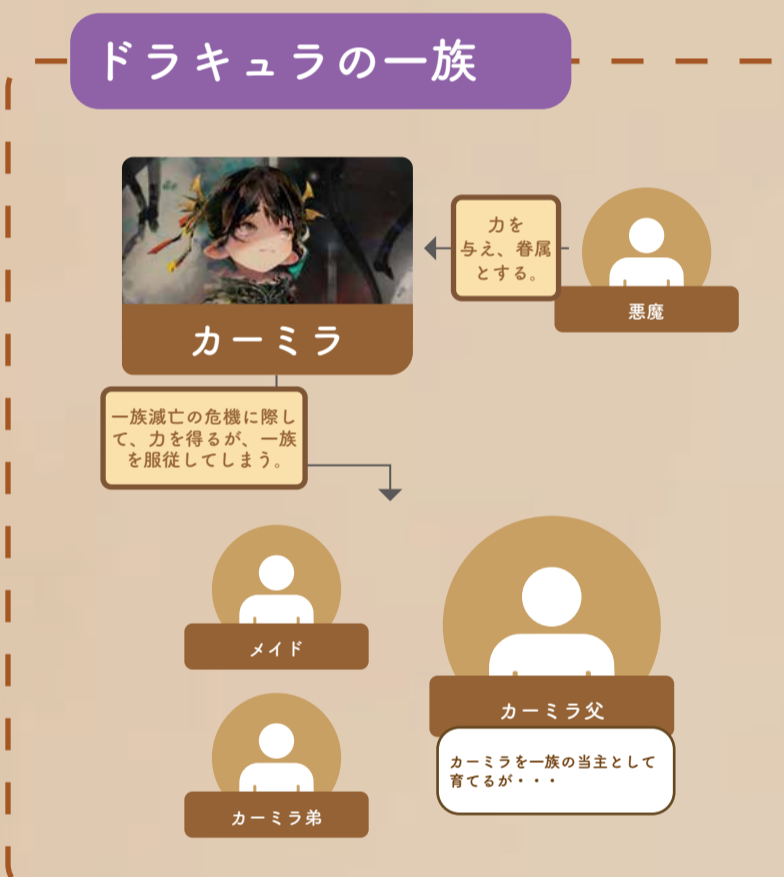 ドラキュラの一族
力を
与え、眷属
とする。
悪魔
カーミラ
一族滅亡の危機に際し
て、力を得るが、一族
を服従してしまう。
メイド
カーミラ父
カーミラを一族の当主として
育てるが・・・
カーミラ弟